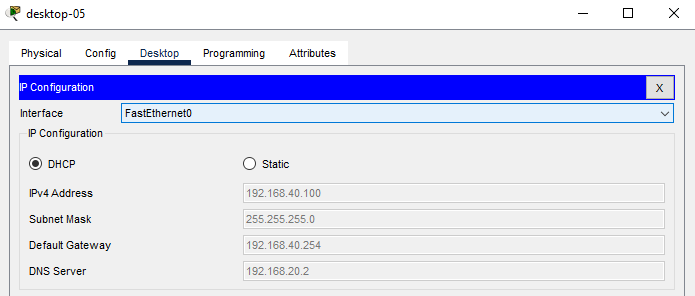 desktop-05
Physical Config Desktop Programming Attributes
IP Configuration X
Interface FastEthernet0
IP Configuration
DHCP Static
IPv4 Address 192.168.40.100
Subnet Mask 255.255.255.0
Default Gateway 192.168.40.254
DNS Server 192.168.20.2